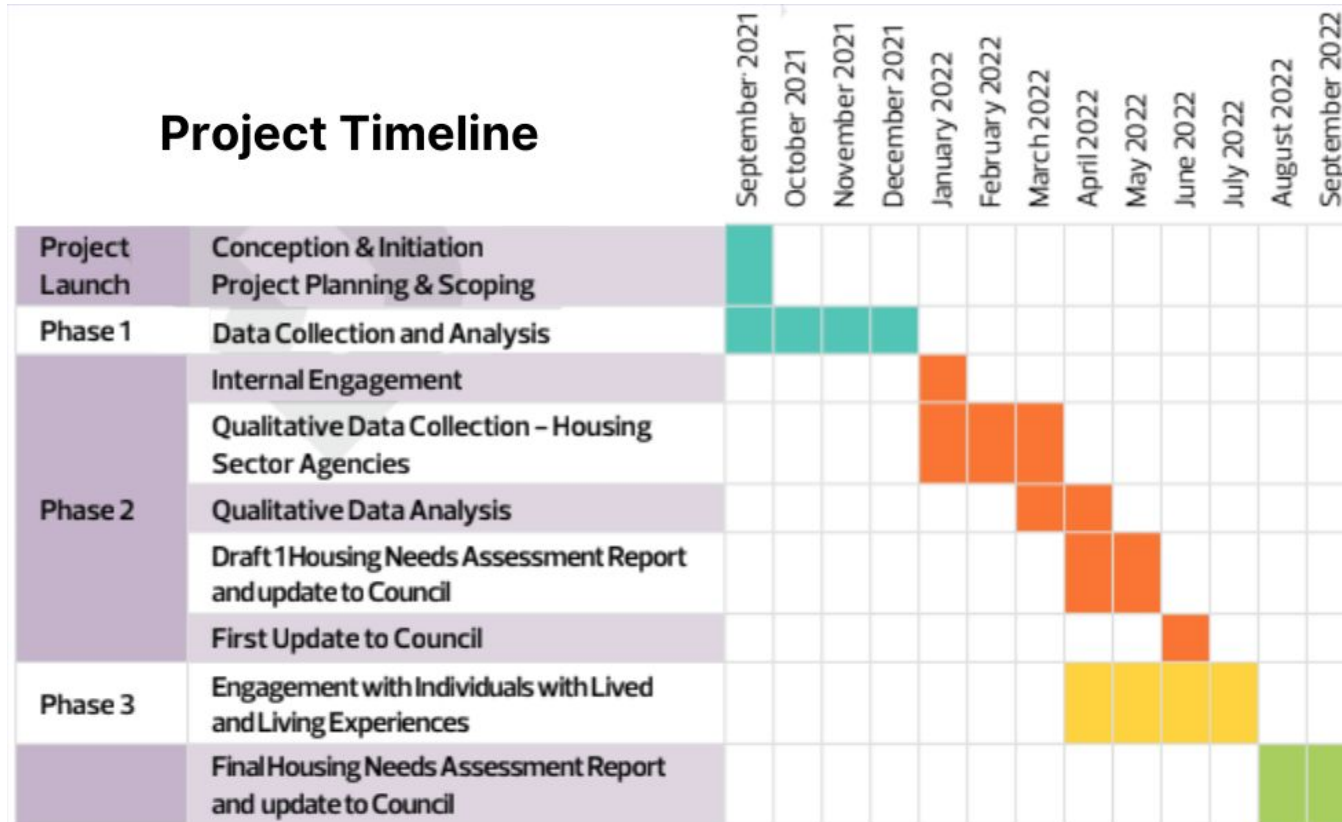 Project Timeline
September 2021
October 2021
November 2021
December 2021
January 2022
February 2022
March 2022
April 2022
May 2022
June 2022
July 2022
August 2022
September 2022
Project
Launch
Conception & Initiation
Project Planning & Scoping
Phase 1
Data Collection and Analysis
Phase 2
Internal Engagement
Qualitative Data Collection – Housing
Sector Agencies
Qualitative Data Analysis
Draft 1 Housing Needs Assessment Report
and update to Council
First Update to Council
Phase 3
Engagement with Individuals with Lived
and Living Experiences
Final Housing Needs Assessment Report
and update to Council